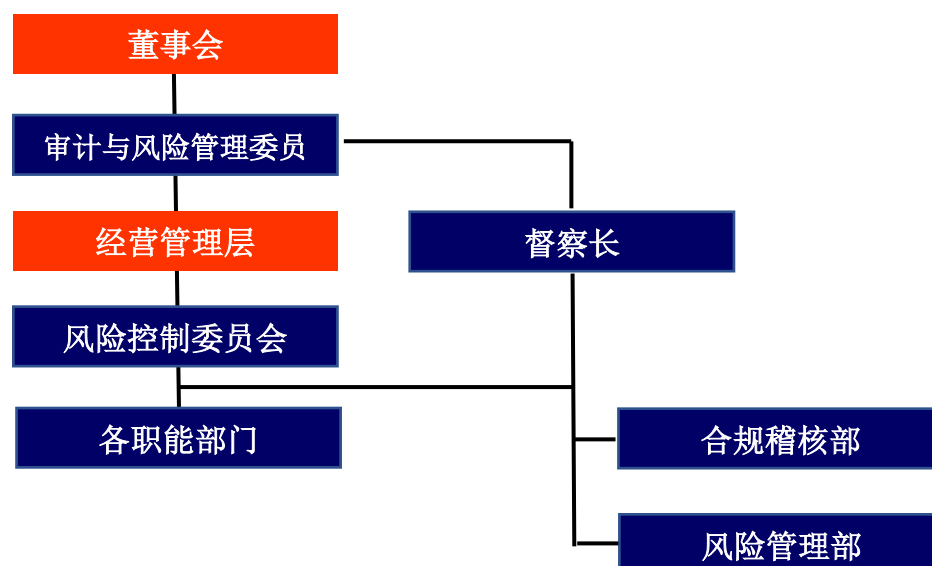 董事会
审计与风险管理委员
经营管理层
督察长
风险控制委员会
各职能部门
合规稽核部
风险管理部